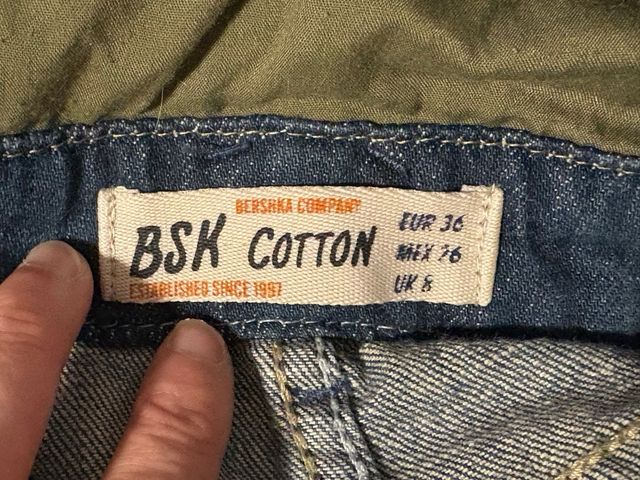 BERSHKA COMPANY
BSK COTTON
ESTABLISHED SINCE 1997
EUR 36
MEX 26
UK 8